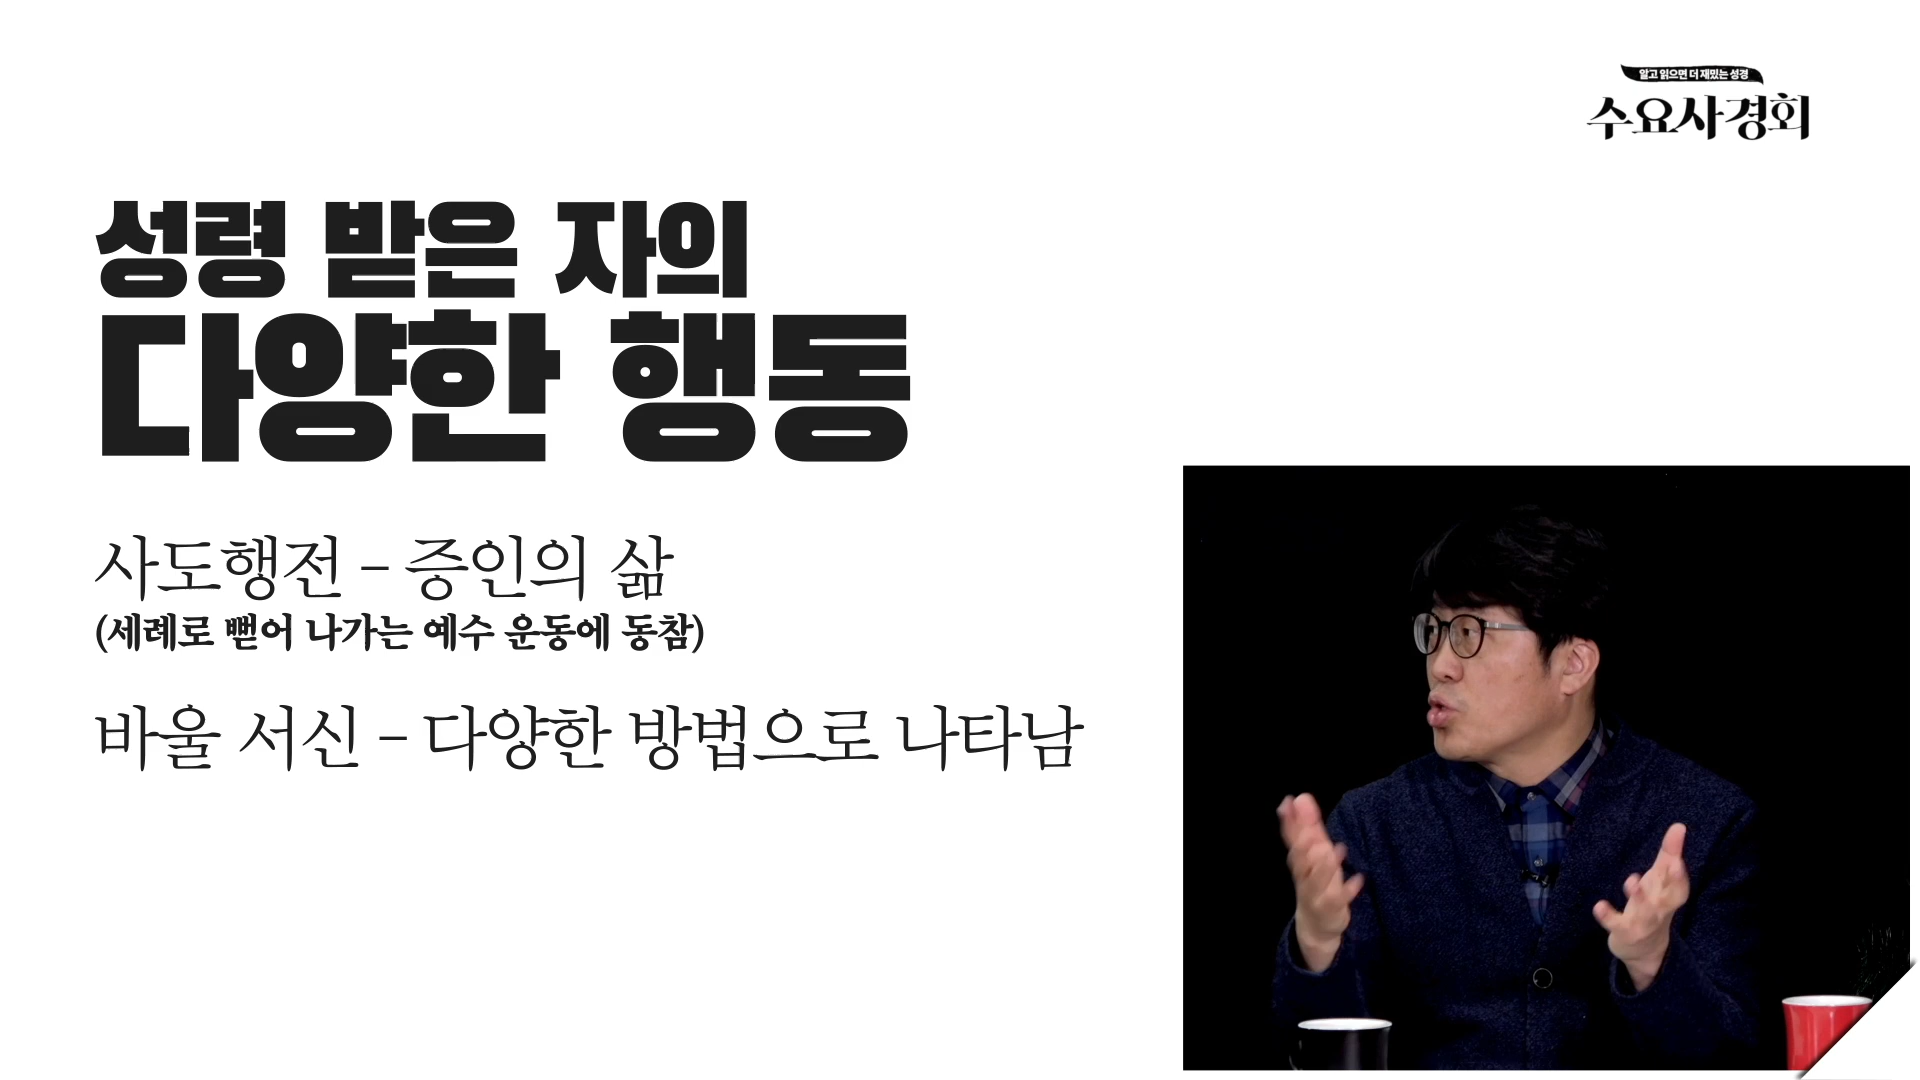 알고 읽으면 더 재밌는 성경
수요사경회
성령 받은 자의
다양한 행동
사도행전 – 증인의 삶
(세례로 뻗어 나가는 예수 운동에 동참)
바울 서신 – 다양한 방법으로 나타남